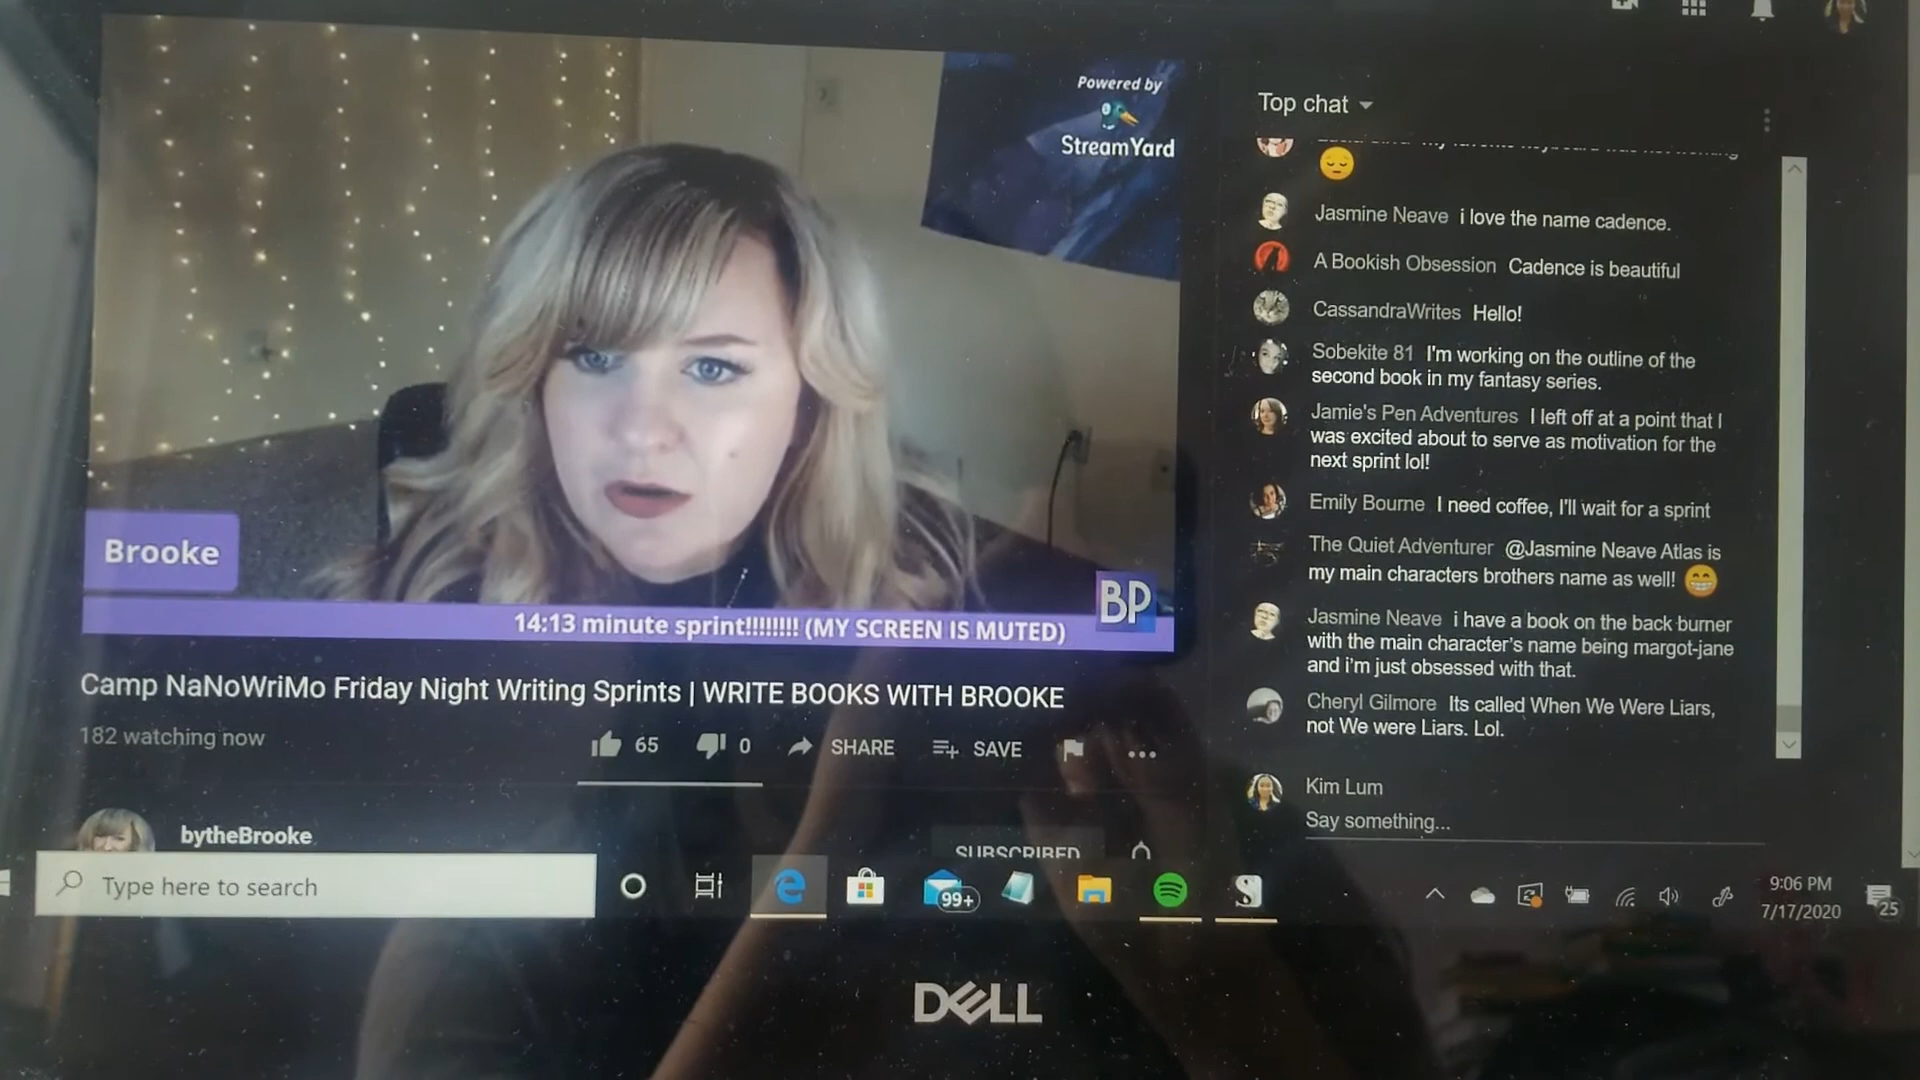 Powered by
StreamYard
Brooke
BP
14:13 minute sprint!!!!!!!! (MY SCREEN IS MUTED)
Camp NaNoWriMo Friday Night Writing Sprints | WRITE BOOKS WITH BROOKE
182 watching now
65
0
SHARE
SAVE
bytheBrooke
SUBSCRIBED
Top chat
Jasmine Neave i love the name cadence.
A Bookish Obsession Cadence is beautiful
CassandraWrites Hello!
Sobekite 81 I'm working on the outline of the
second book in my fantasy series.
Jamie's Pen Adventures I left off at a point that I
was excited about to serve as motivation for the
next sprint lol!
Emily Bourne I need coffee, I'll wait for a sprint
The Quiet Adventurer @Jasmine Neave Atlas is
my main characters brothers name as well!
Jasmine Neave i have a book on the back burner
with the main character's name being margot-jane
and i'm just obsessed with that.
Cheryl Gilmore Its called When We Were Liars,
not We were Liars. Lol.
Kim Lum
Say something...
Type here to search
99+
9:06 PM
7/17/2020
25
DELL